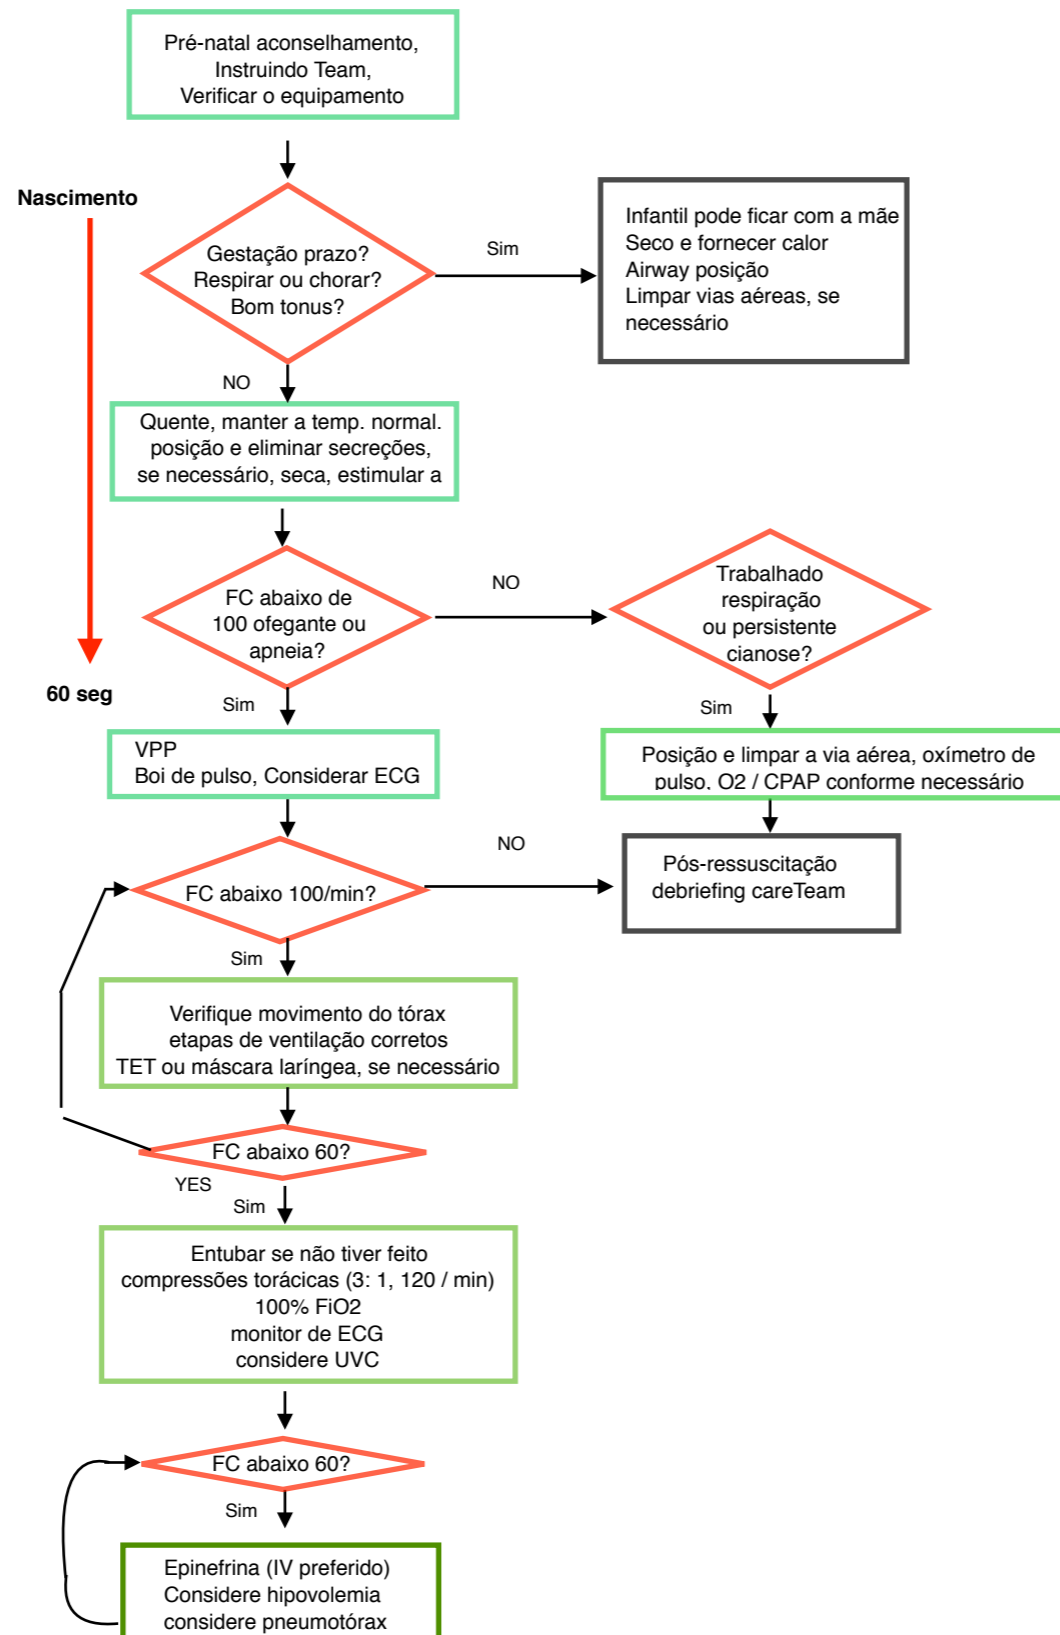 Pré-natal aconselhamento,
Instruindo Team,
Verificar o equipamento
Nascimento
Gestação prazo?
Respirar ou chorar?
Bom tonus?
Sim
Infantil pode ficar com a mãe
Seco e fornecer calor
Airway posição
Limpar vias aéreas, se
necessário
NO
Quente, manter a temp. normal.
posição e eliminar secreções,
se necessário, seca, estimular a
FC abaixo de
100 ofegante ou
apneia?
NO
Trabalhado
respiração
ou persistente
cianose?
60 seg
Sim
Sim
VPP
Boi de pulso, Considerar ECG
Posição e limpar a via aérea, oxímetro de
pulso, O2 / CPAP conforme necessário
FC abaixo 100/min?
NO
Pós-ressuscitação
debriefing careTeam
Sim
Verifique movimento do tórax
etapas de ventilação corretos
TET ou máscara laríngea, se necessário
FC abaixo 60?
YES
Sim
Entubar se não tiver feito
compressões torácicas (3: 1, 120 / min)
100% FiO2
monitor de ECG
considere UVC
FC abaixo 60?
Sim
Epinefrina (IV preferido)
Considere hipovolemia
considere pneumotórax